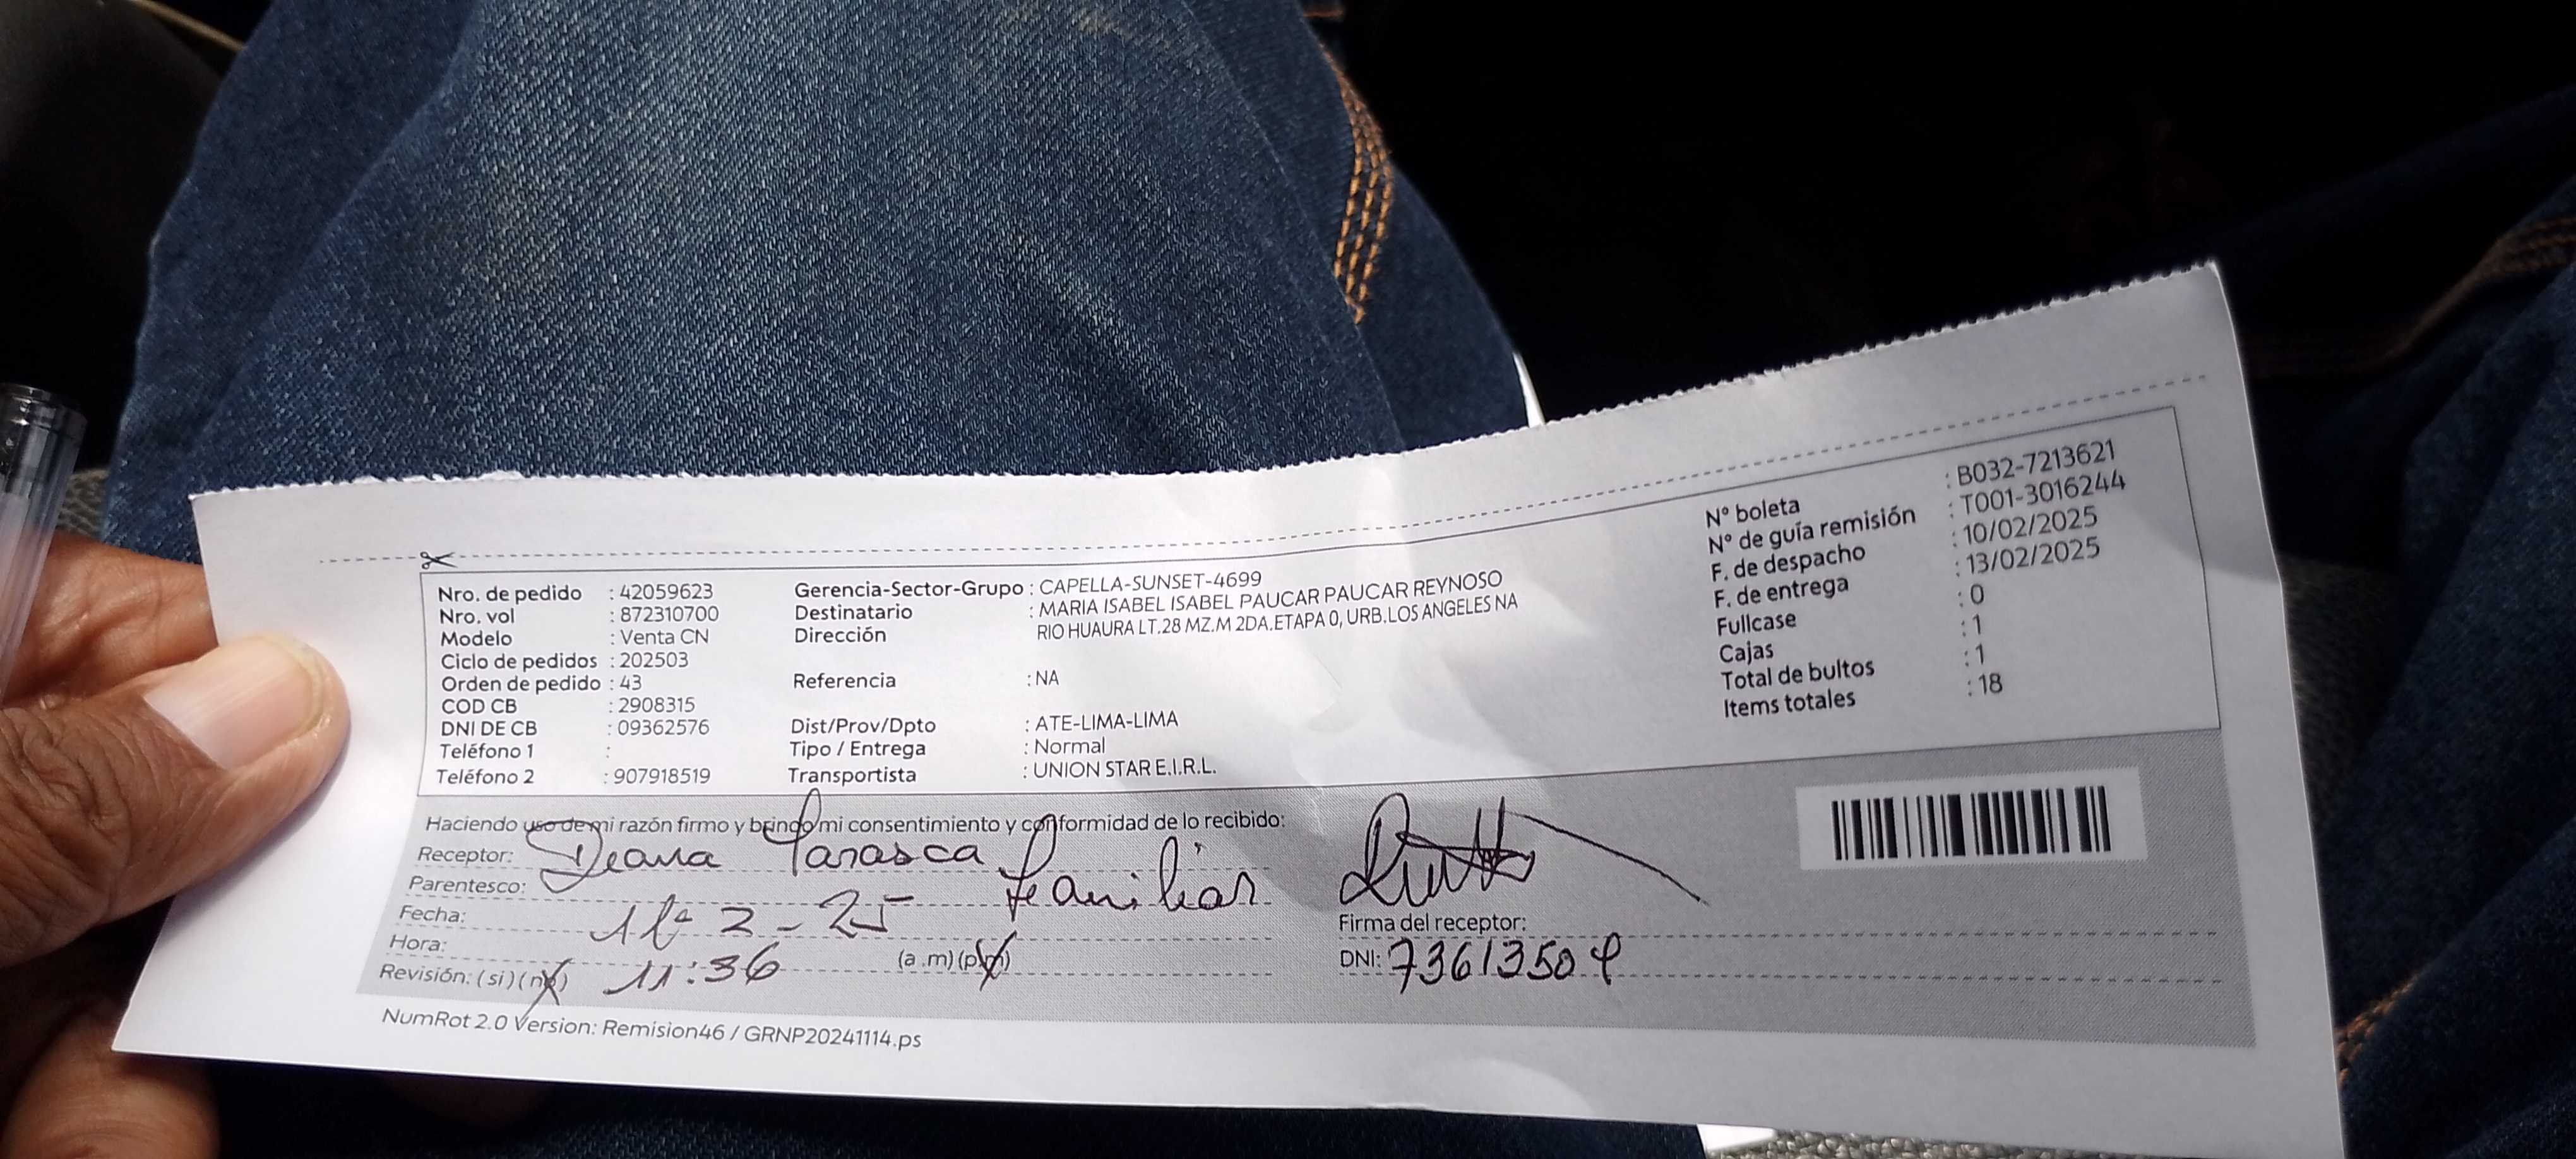 Nro. de pedido : 42059623
Nro. vol : 872310700
Modelo : Venta CN
Ciclo de pedidos : 202503
Orden de pedido : 43
COD CB : 2908315
DNI DE CB : 09362576
Teléfono 1 :
Teléfono 2 : 907918519
Gerencia-Sector-Grupo : CAPELLA-SUNSET-4699
Destinatario : MARIA ISABEL ISABEL PAUCAR PAUCAR REYNOSO
Dirección RIO HUAURA LT.28 MZ.M 2DA.ETAPA 0, URB.LOS ANGELES NA
Referencia : NA
Dist/Prov/Dpto : ATE-LIMA-LIMA
Tipo / Entrega : Normal
Transportista : UNION STAR E.I.R.L.
N° boleta : B032-7213621
N° de guía remisión : T001-3016244
F. de despacho : 10/02/2025
F. de entrega : 13/02/2025
Fullcase : 0
Cajas : 1
Total de bultos : 1
Items totales : 18
Haciendo uso de mi razón firmo y brindo mi consentimiento y conformidad de lo recibido:
Receptor: Deana
Parentesco: familiar
Fecha: 2-25
Hora: 11:36 (a .m) (pm)
Revisión: (si) (no)
Firma del receptor:
DNI: 7361350
NumRot 2.0 Version: Remision46 / GRNP20241114.ps